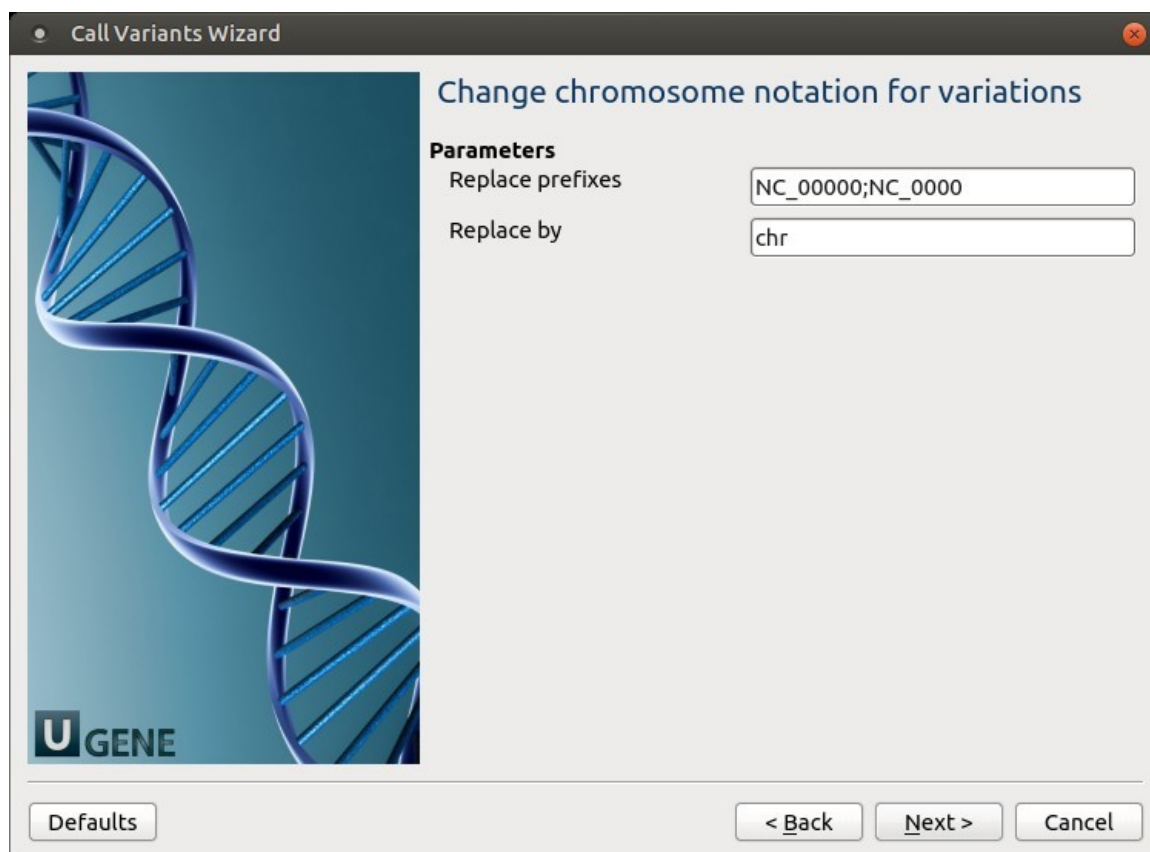 Call Variants Wizard
Change chromosome notation for variations
Parameters
Replace prefixes NC_00000;NC_0000
Replace by chr
U GENE
Defaults < Back Next > Cancel